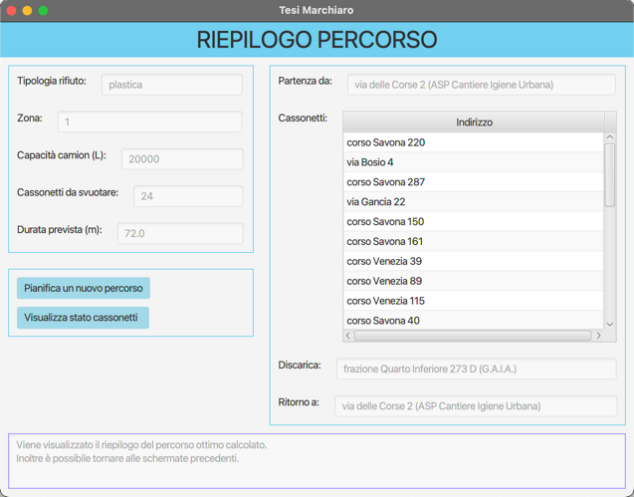 Tesi Marchiaro
RIEPILOGO PERCORSO
Tipologia rifiuto: plastica
Zona: 1
Capacità camion (L): 20000
Cassonetti da svuotare: 24
Durata prevista (m): 72.0
Pianifica un nuovo percorso
Visualizza stato cassonetti
Partenza da: via delle Corse 2 (ASP Cantiere Igiene Urbana)
Cassonetti:
Indirizzo
corso Savona 220
via Bosio 4
corso Savona 287
via Gancia 22
corso Savona 150
corso Savona 161
corso Venezia 39
corso Venezia 89
corso Venezia 115
corso Savona 40
Discarica: frazione Quarto Inferiore 273 D (G.A.I.A.)
Ritorno a: via delle Corse 2 (ASP Cantiere Igiene Urbana)
Viene visualizzato il riepilogo del percorso ottimo calcolato.
Inoltre è possibile tornare alle schermate precedenti.